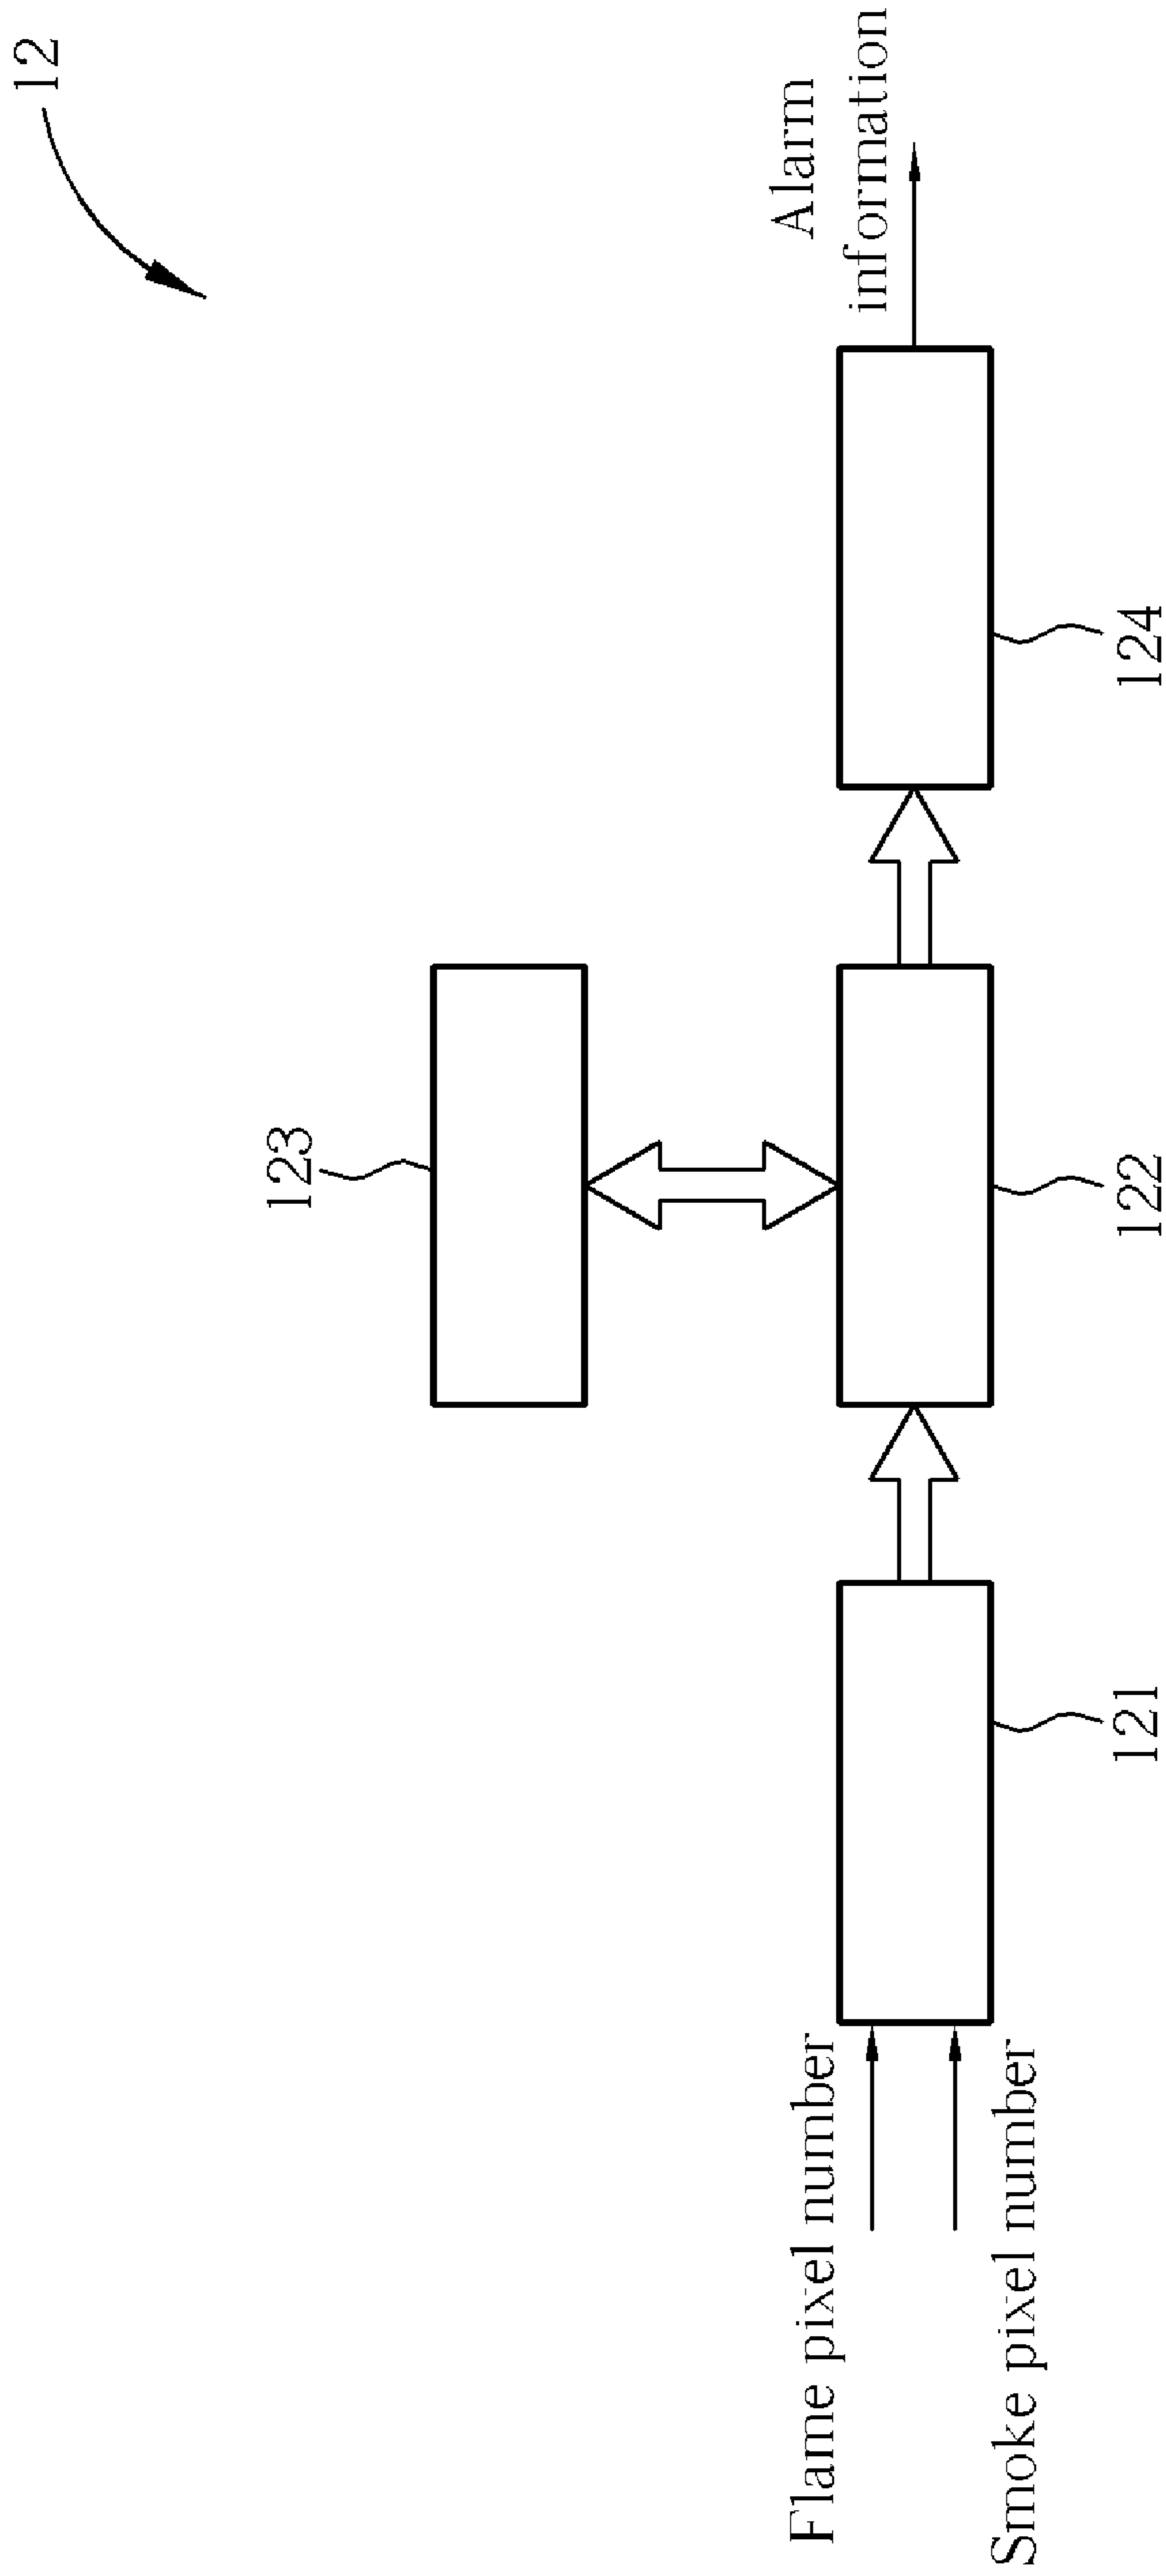 12
123
Alarm
information
Flame pixel number
Smoke pixel number
121
122
124